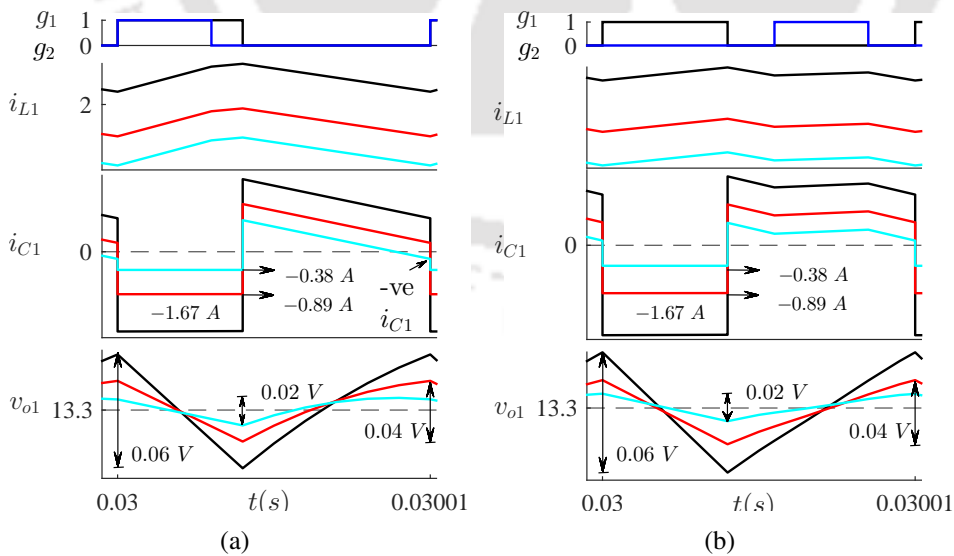 g1 1
g2 0
iL1 2
iC1 0
−0.38 A
−0.89 A
−1.67 A
-ve
iC1
vo1 13.3
0.02 V
0.06 V
0.04 V
0.03 t(s) 0.03001
(a)
g1 1
g2 0
iL1
iC1 0
−0.38 A
−0.89 A
−1.67 A
vo1 13.3
0.02 V
0.06 V
0.04 V
0.03 t(s) 0.03001
(b)